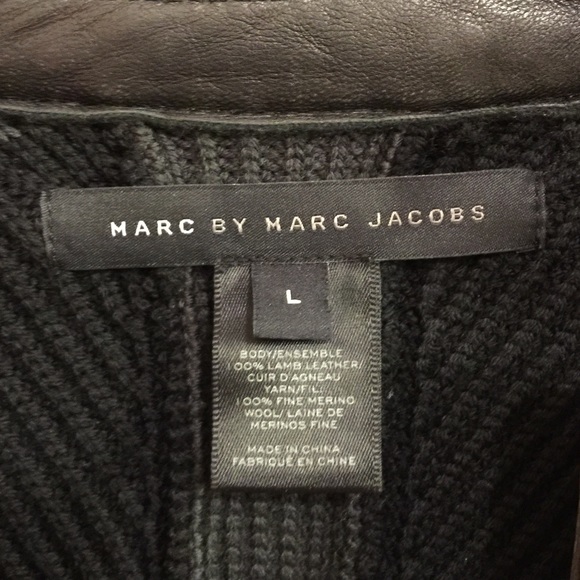 MARC BY MARC JACOBS
L
BODY/ENSEMBLE
100% LAMB LEATHER/
CUIR D'AGNEAU
YARN/FIL:
100% FINE MERINO
WOOL/ LAINE DE
MERINOS FINE
MADE IN CHINA
FABRIQUÉ EN CHINE